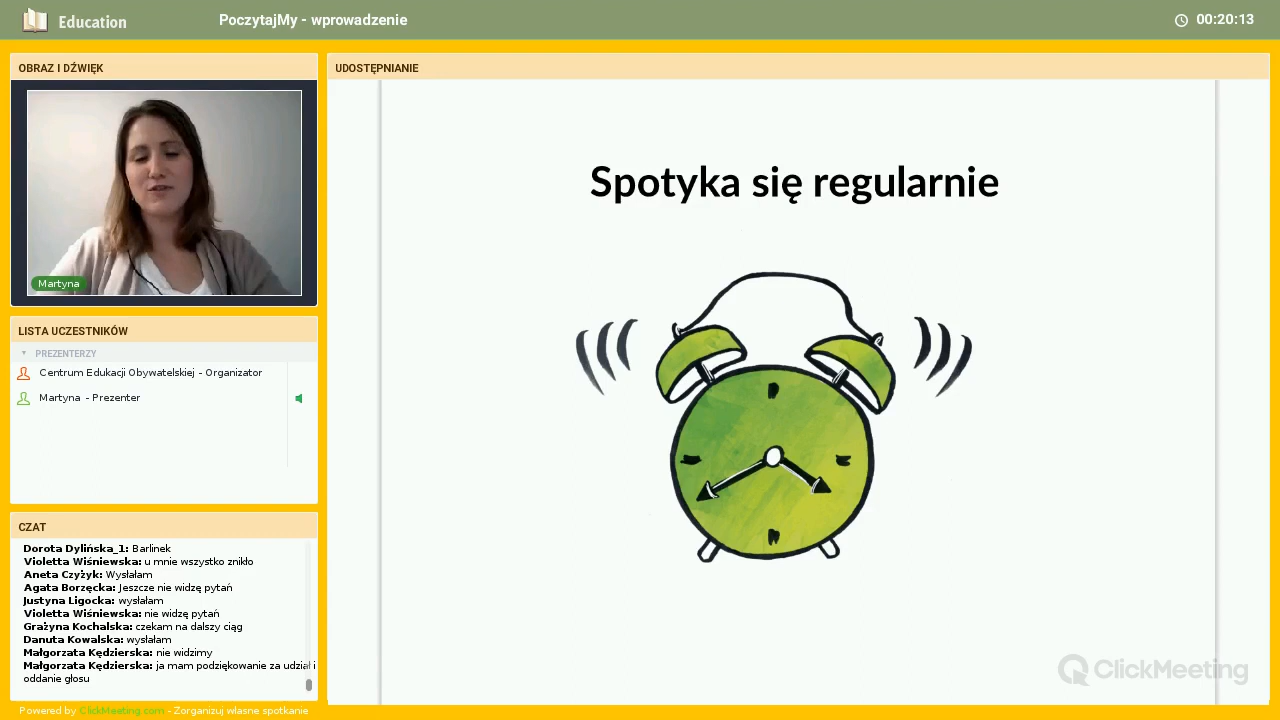 Education
PoczytajMy - wprowadzenie
00:20:13
OBRAZ I DŹWIĘK
Martyna
LISTA UCZESTNIKÓW
PREZENTERZY
Centrum Edukacji Obywatelskiej - Organizator
Martyna - Prezenter
CZAT
Dorota Dylińska_1: Barlinek
Violetta Wiśniewska: u mnie wszystko znikło
Aneta Czyżyk: Wysłałam
Agata Borzęcka: Jeszcze nie widzę pytań
Justyna Ligocka: wysłałam
Violetta Wiśniewska: nie widzę pytań
Grażyna Kochalska: czekam na dalszy ciąg
Danuta Kowalska: wysłałam
Małgorzata Kędzierska: nie widzimy
Małgorzata Kędzierska: ja mam podziękowanie za udział i
oddanie głosu
Powered by ClickMeeting.com - Zorganizuj własne spotkanie
UDOSTĘPNIANIE
Spotyka się regularnie
ClickMeeting